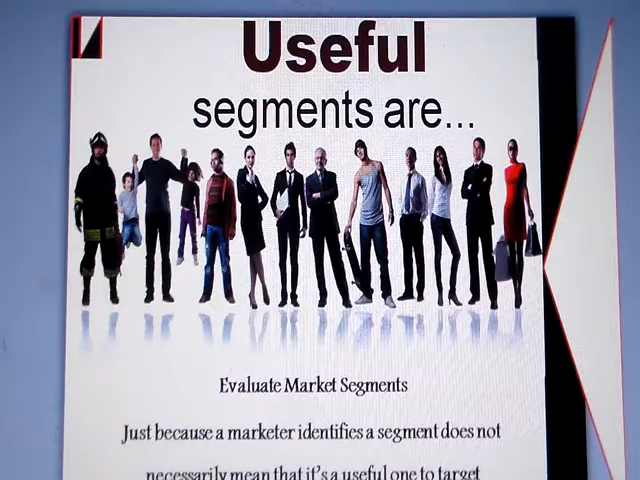 Useful
segments are...
Evaluate Market Segments
Just because a marketer identifies a segment does not
necessarily mean that it's a useful one to target